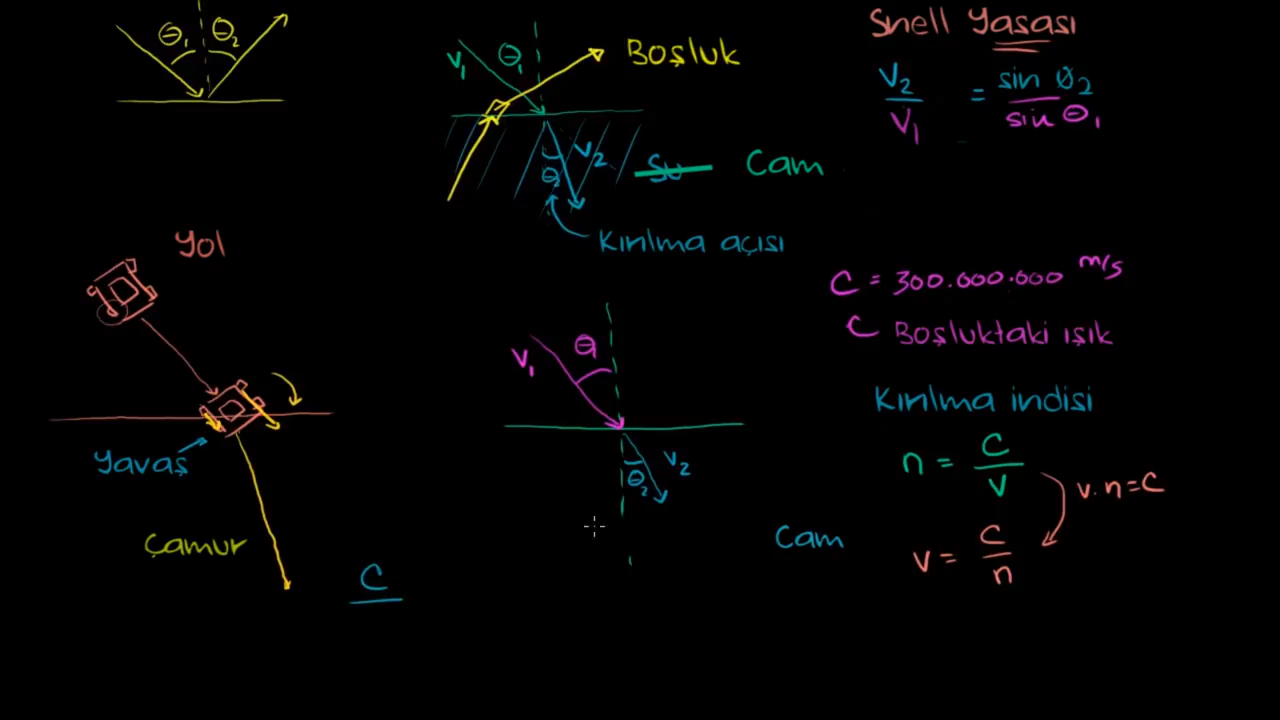 θ₁ θ₂
V₁ θ₁ Boşluk
θ₂ V₂ Su Cam
Kırılma açısı
Snell Yasası
V₂/V₁ = sin θ₂/sin θ₁
Yol
Yavaş
Çamur
C
V₁ θ₁
θ₂ V₂
Cam
C = 300.000.000 m/s
C Boşluktaki ışık
Kırılma indisi
n = C/V
V.n=C
V = C/n